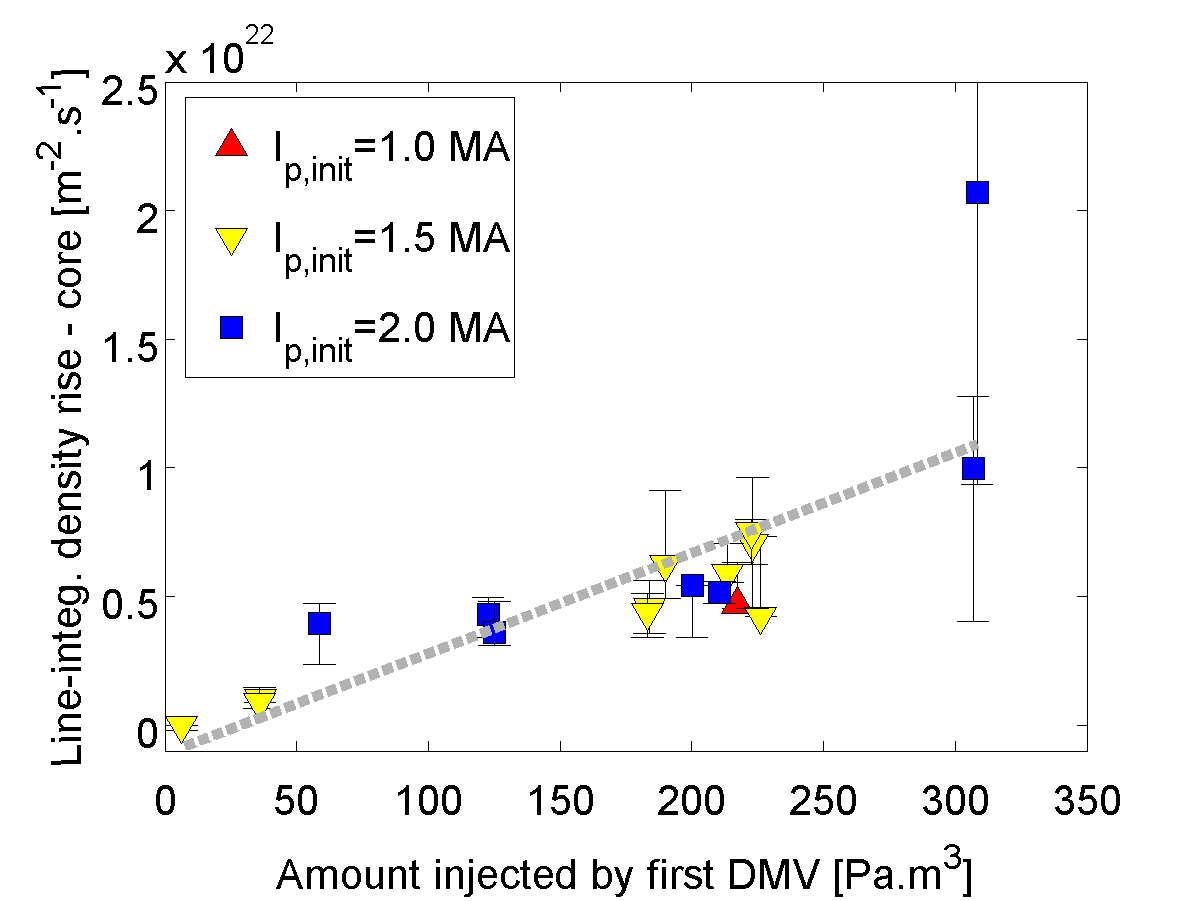 x 10^22
2.5
2
1.5
1
0.5
0
Line-integ. density rise - core [m^-2.s^-1]
I_p,init=1.0 MA
I_p,init=1.5 MA
I_p,init=2.0 MA
0 50 100 150 200 250 300 350
Amount injected by first DMV [Pa.m^3]